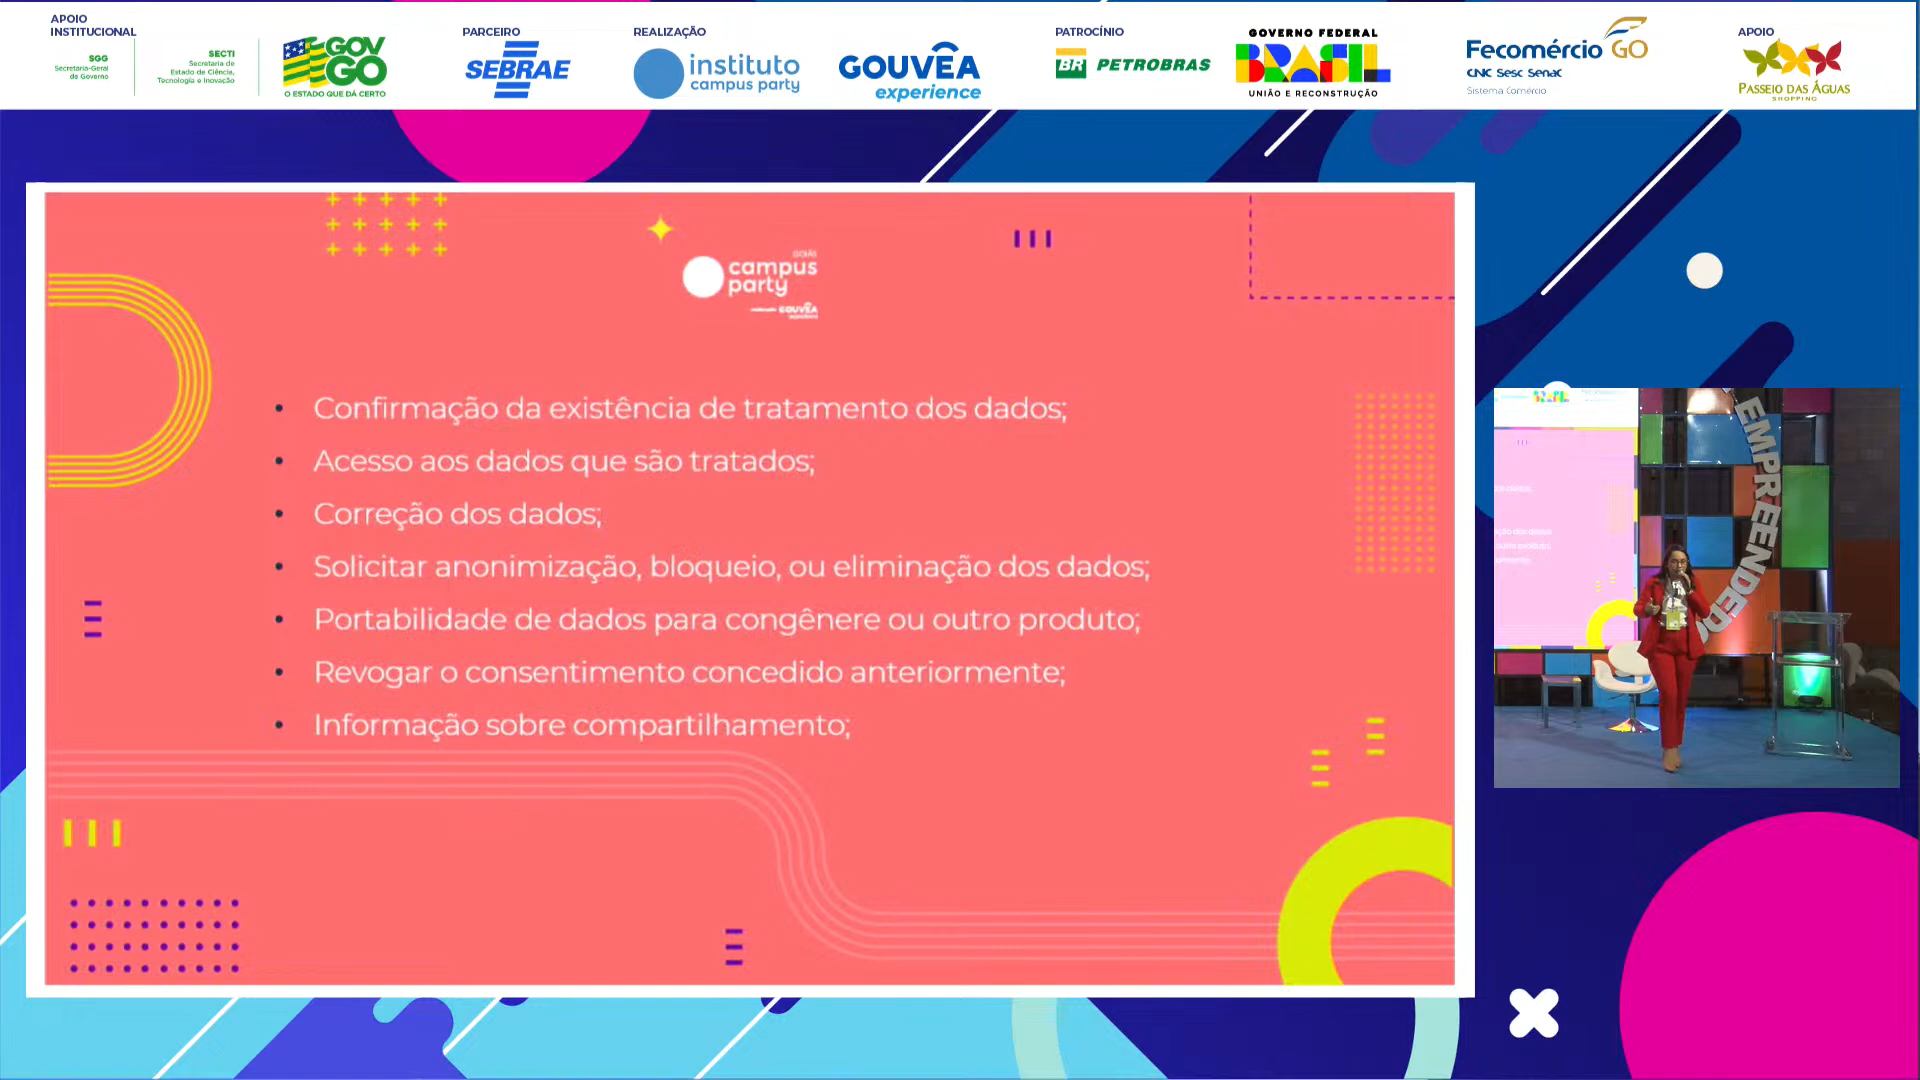 APOIO
INSTITUCIONAL
SGG
Secretaria-Geral
de Governo
SECTI
Secretaria de
Estado de Ciência,
Tecnologia e Inovação
GOV
GO
O ESTADO QUE DÁ CERTO
PARCEIRO
SEBRAE
REALIZAÇÃO
instituto
campus party
GOUVÊA
experience
PATROCÍNIO
BR PETROBRAS
GOVERNO FEDERAL
BRASIL
UNIÃO E RECONSTRUÇÃO
Fecomércio GO
CNC Sesc Senac
Sistema Comércio
APOIO
PASSEIO DAS ÁGUAS
SHOPPING
GOIÁS
campus
party
GOUVÊA
• Confirmação da existência de tratamento dos dados;
• Acesso aos dados que são tratados;
• Correção dos dados;
• Solicitar anonimização, bloqueio, ou eliminação dos dados;
• Portabilidade de dados para congênere ou outro produto;
• Revogar o consentimento concedido anteriormente;
• Informação sobre compartilhamento;
EMPREENDEDO